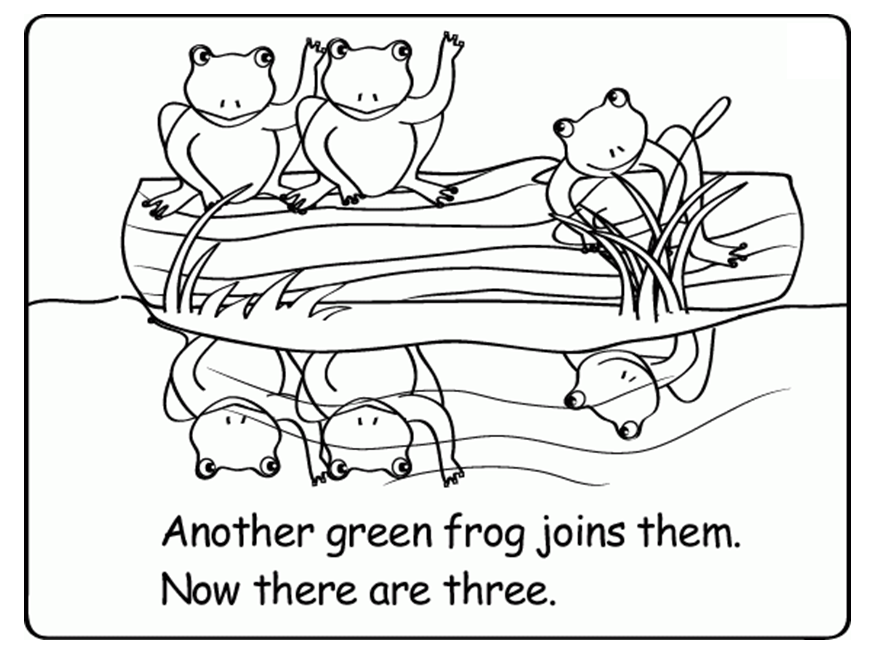 Another green frog joins them.
Now there are three.